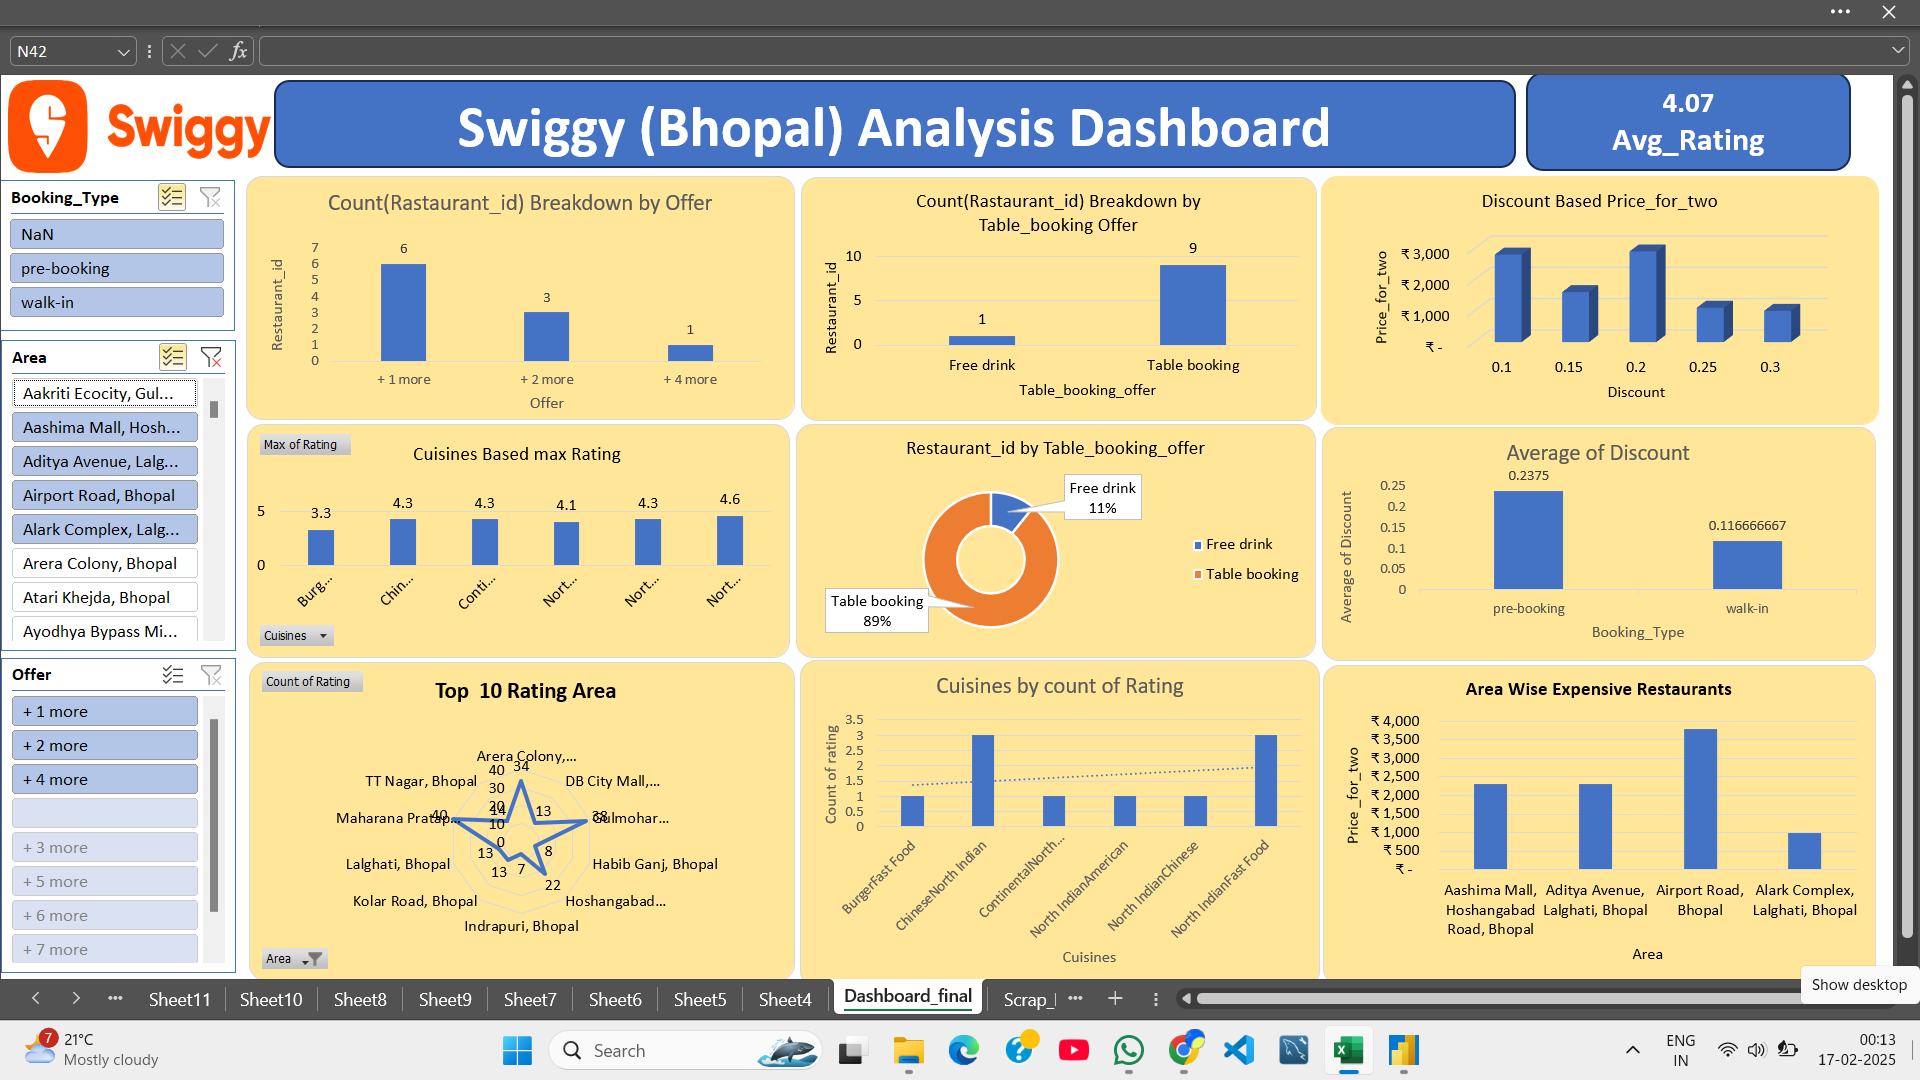 N42
fx
Swiggy
Swiggy (Bhopal) Analysis Dashboard
4.07
Avg_Rating
Booking_Type
NaN
pre-booking
walk-in
Area
Aakriti Ecocity, Gul...
Aashima Mall, Hosh...
Aditya Avenue, Lalg...
Airport Road, Bhopal
Alark Complex, Lalg...
Arera Colony, Bhopal
Atari Khejda, Bhopal
Ayodhya Bypass Mi...
Offer
+ 1 more
+ 2 more
+ 4 more
+ 3 more
+ 5 more
+ 6 more
+ 7 more
Count(Rastaurant_id) Breakdown by Offer
Restaurant_id
7
6
5
4
3
2
1
0
6
3
1
+ 1 more
+ 2 more
+ 4 more
Offer
Count(Rastaurant_id) Breakdown by
Table_booking Offer
Restaurant_id
10
5
0
1
9
Free drink
Table booking
Table_booking_offer
Discount Based Price_for_two
Price_for_two
₹ 3,000
₹ 2,000
₹ 1,000
₹ -
0.1
0.15
0.2
0.25
0.3
Discount
Max of Rating
Cuisines Based max Rating
5
0
3.3
4.3
4.3
4.1
4.3
4.6
Burg...
Chin...
Conti...
Nort...
Nort...
Nort...
Cuisines
Restaurant_id by Table_booking_offer
Free drink
11%
Table booking
89%
Free drink
Table booking
Average of Discount
Average of Discount
0.25
0.2
0.15
0.1
0.05
0
0.2375
0.116666667
pre-booking
walk-in
Booking_Type
Count of Rating
Top 10 Rating Area
Arera Colony,...
DB City Mall,...
Gulmohar...
Habib Ganj, Bhopal
Hoshangabad...
Indrapuri, Bhopal
Kolar Road, Bhopal
Lalghati, Bhopal
Maharana Pratap...
TT Nagar, Bhopal
40
30
20
10
0
34
13
38
8
22
7
13
13
40
14
Area
Cuisines by count of Rating
Count of rating
3.5
3
2.5
2
1.5
1
0.5
0
BurgerFast Food
ChineseNorth Indian
ContinentalNorth...
North IndianAmerican
North IndianChinese
North IndianFast Food
Cuisines
Area Wise Expensive Restaurants
Price _for_two
₹ 4,000
₹ 3,500
₹ 3,000
₹ 2,500
₹ 2,000
₹ 1,500
₹ 1,000
₹ 500
₹ -
Aashima Mall,
Hoshangabad
Road, Bhopal
Aditya Avenue,
Lalghati, Bhopal
Airport Road,
Bhopal
Alark Complex,
Lalghati, Bhopal
Area
Show desktop
Sheet11
Sheet10
Sheet8
Sheet9
Sheet7
Sheet6
Sheet5
Sheet4
Dashboard_final
Scrap_
7
21°C
Mostly cloudy
Search
ENG
IN
00:13
17-02-2025